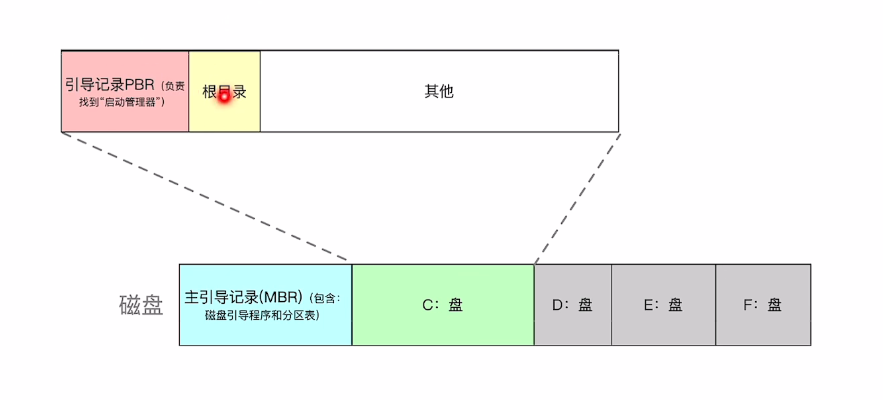 引导记录PBR（负责
找到“启动管理器”）
根目录
其他
磁盘
主引导记录(MBR)（包含：
磁盘引导程序和分区表）
C：盘
D：盘
E：盘
F：盘